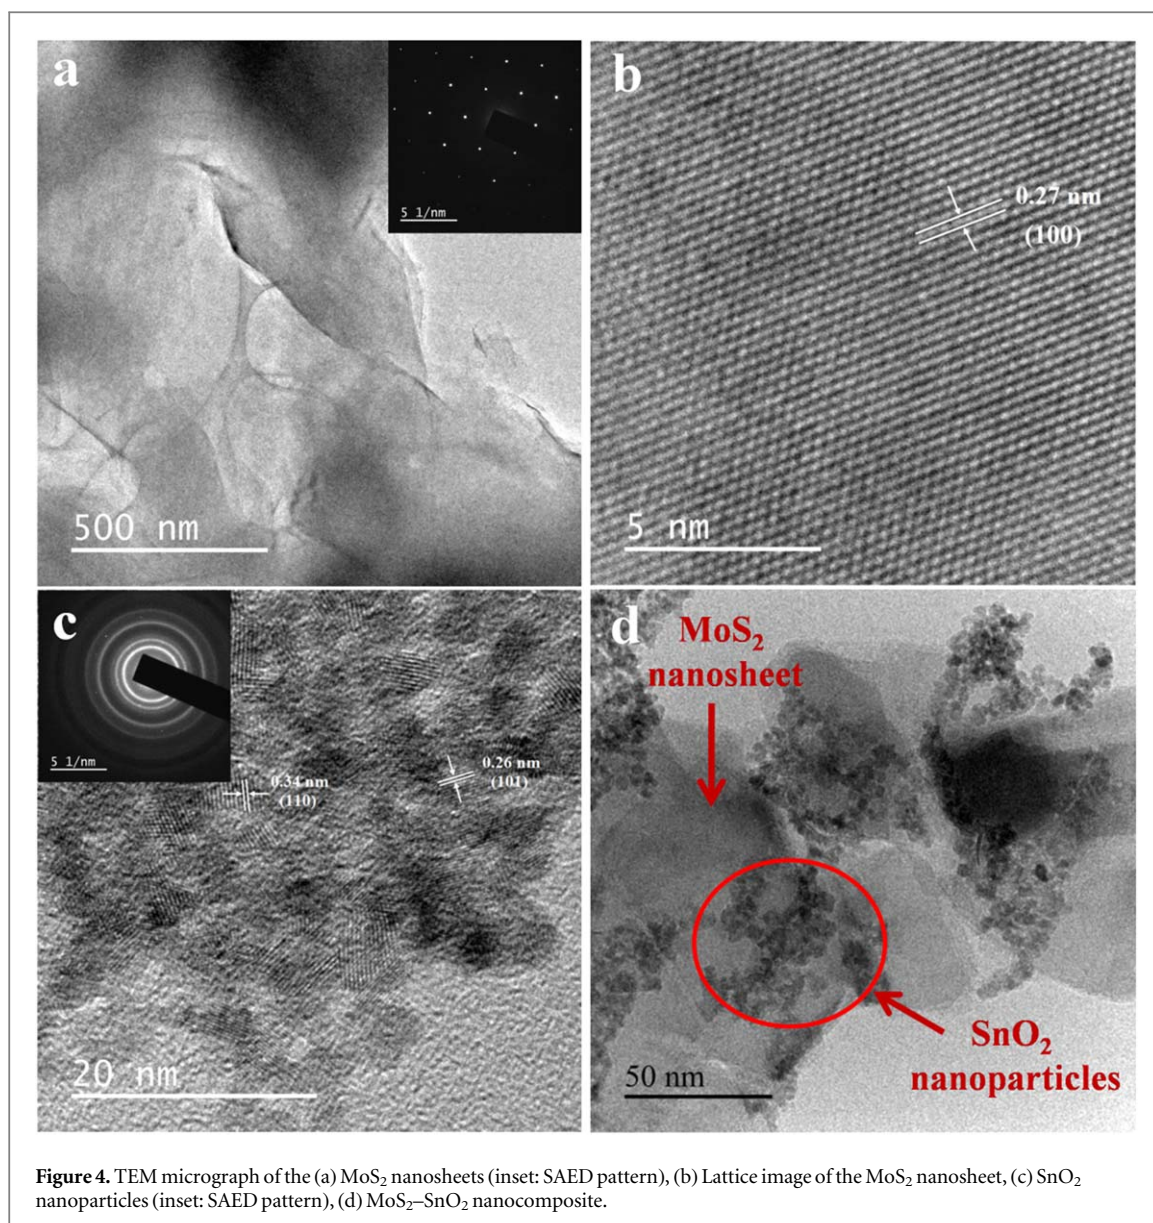 a
5 1/nm
500 nm
b
0.27 nm
(100)
5 nm
c
5 1/nm
0.34 nm
(110)
0.26 nm
(101)
20 nm
d
MoS₂
nanosheet
SnO₂
nanoparticles
50 nm
Figure 4. TEM micrograph of the (a) MoS₂ nanosheets (inset: SAED pattern), (b) Lattice image of the MoS₂ nanosheet, (c) SnO₂
nanoparticles (inset: SAED pattern), (d) MoS₂–SnO₂ nanocomposite.